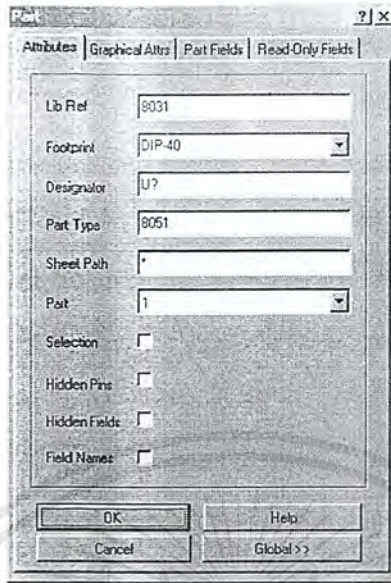 Part
Attributes Graphical Attrs Part Fields Read-Only Fields
Lib Ref 8031
Footprint DIP-40
Designator U?
Part Type 8051
Sheet Path *
Part 1
Selection
Hidden Pins
Hidden Fields
Field Names
OK Help
Cancel Global >>